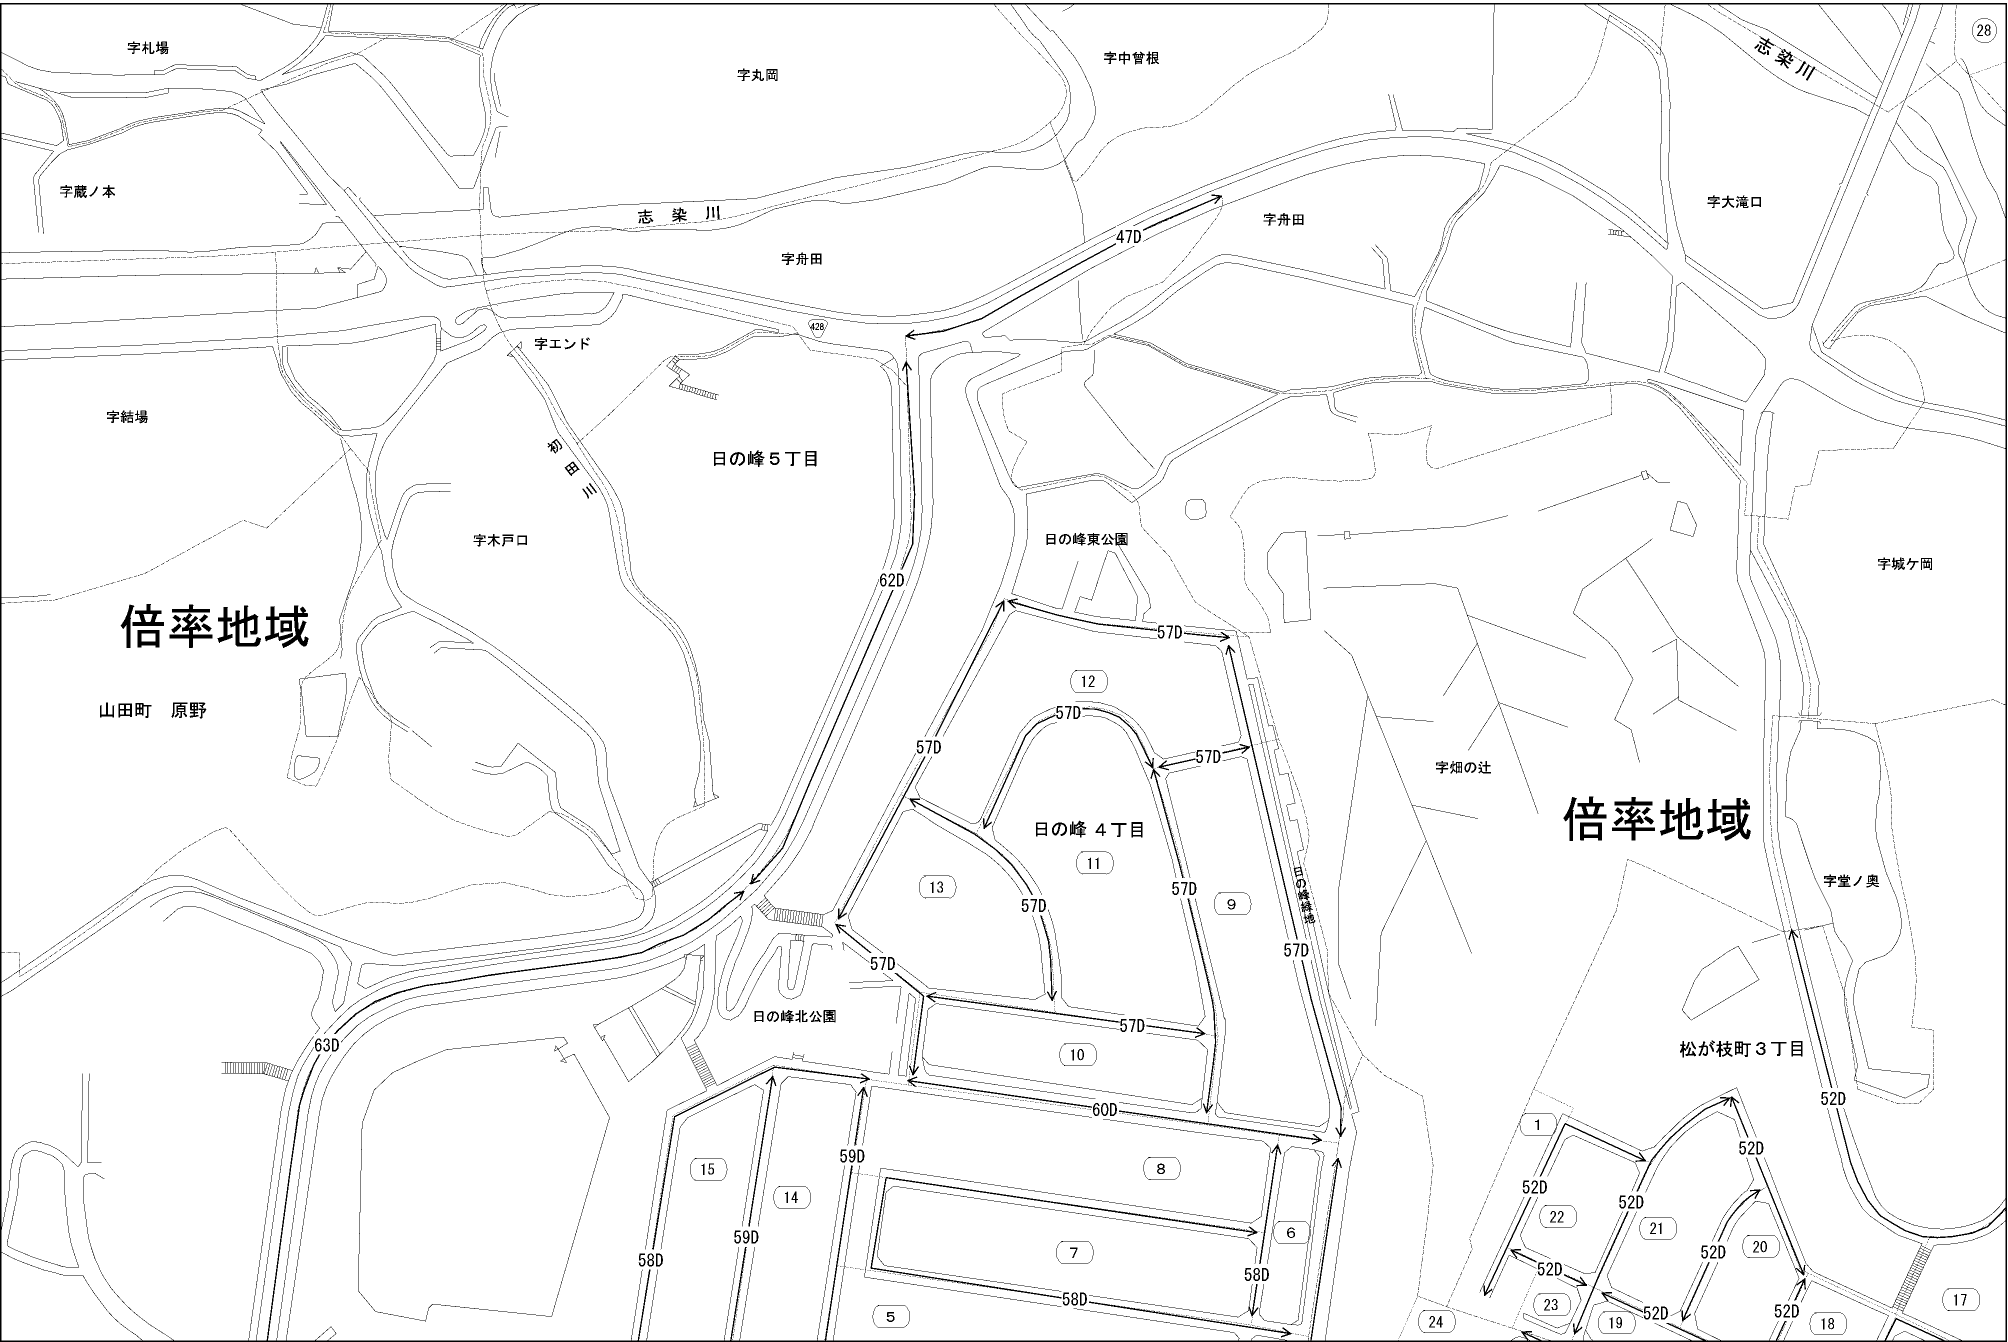 28
字札場
字丸岡
字中曽根
志染川
字蔵ノ本
志染川
字舟田
字舟田
字大滝口
47D
428
字エンド
字結場
日の峰5丁目
初田川
字木戸口
日の峰東公園
字城ケ岡
62D
倍率地域
山田町 原野
57D
12
57D
57D
57D
字畑の辻
倍率地域
日の峰 4丁目
11
13
57D
57D
9
日の峰緑地
字堂ノ奥
57D
57D
日の峰北公園
57D
10
63D
松が枝町3丁目
60D
52D
1
59D
15
14
8
52D
52D
52D
22
21
20
59D
58D
7
6
58D
52D
52D
58D
5
23
24
52D
19
52D
18
17